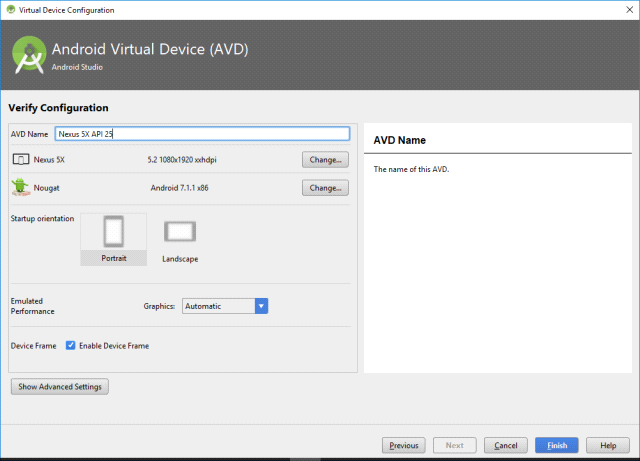 Virtual Device Configuration
Android Virtual Device (AVD)
Android Studio
Verify Configuration
AVD Name Nexus 5X API 25
Nexus 5X 5.2 1080x1920 xxhdpi Change...
Nougat Android 7.1.1 x86 Change...
Startup orientation
Portrait Landscape
Emulated
Performance Graphics: Automatic
Device Frame Enable Device Frame
Show Advanced Settings
AVD Name
The name of this AVD.
Previous Next Cancel Finish Help